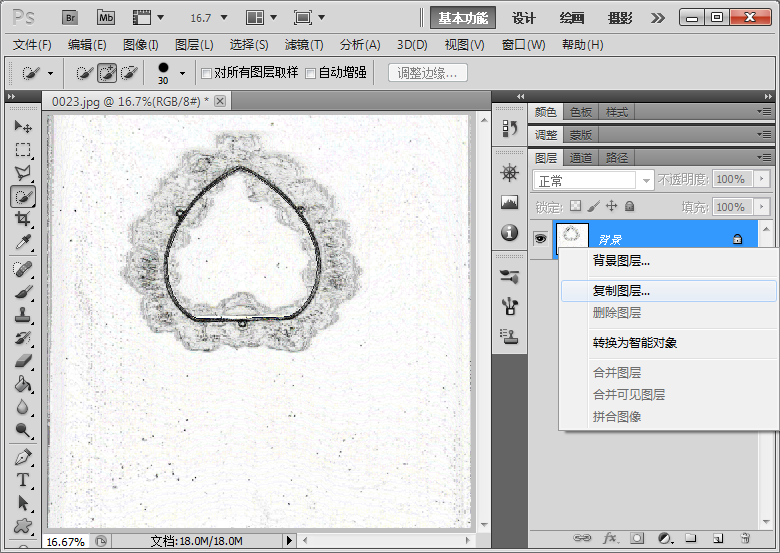 Ps Br Mb 16.7 基本功能 设计 绘画 摄影
文件(F) 编辑(E) 图像(I) 图层(L) 选择(S) 滤镜(T) 分析(A) 3D(D) 视图(V) 窗口(W) 帮助(H)
30 对所有图层取样 自动增强 调整边缘...
0023.jpg @ 16.7%(RGB/8#) *
颜色 色板 样式
调整 蒙版
图层 通道 路径
正常 不透明度: 100%
锁定: 填充: 100%
背景
背景图层...
复制图层...
删除图层
转换为智能对象
合并图层
合并可见图层
拼合图像
16.67% 文档:18.0M/18.0M